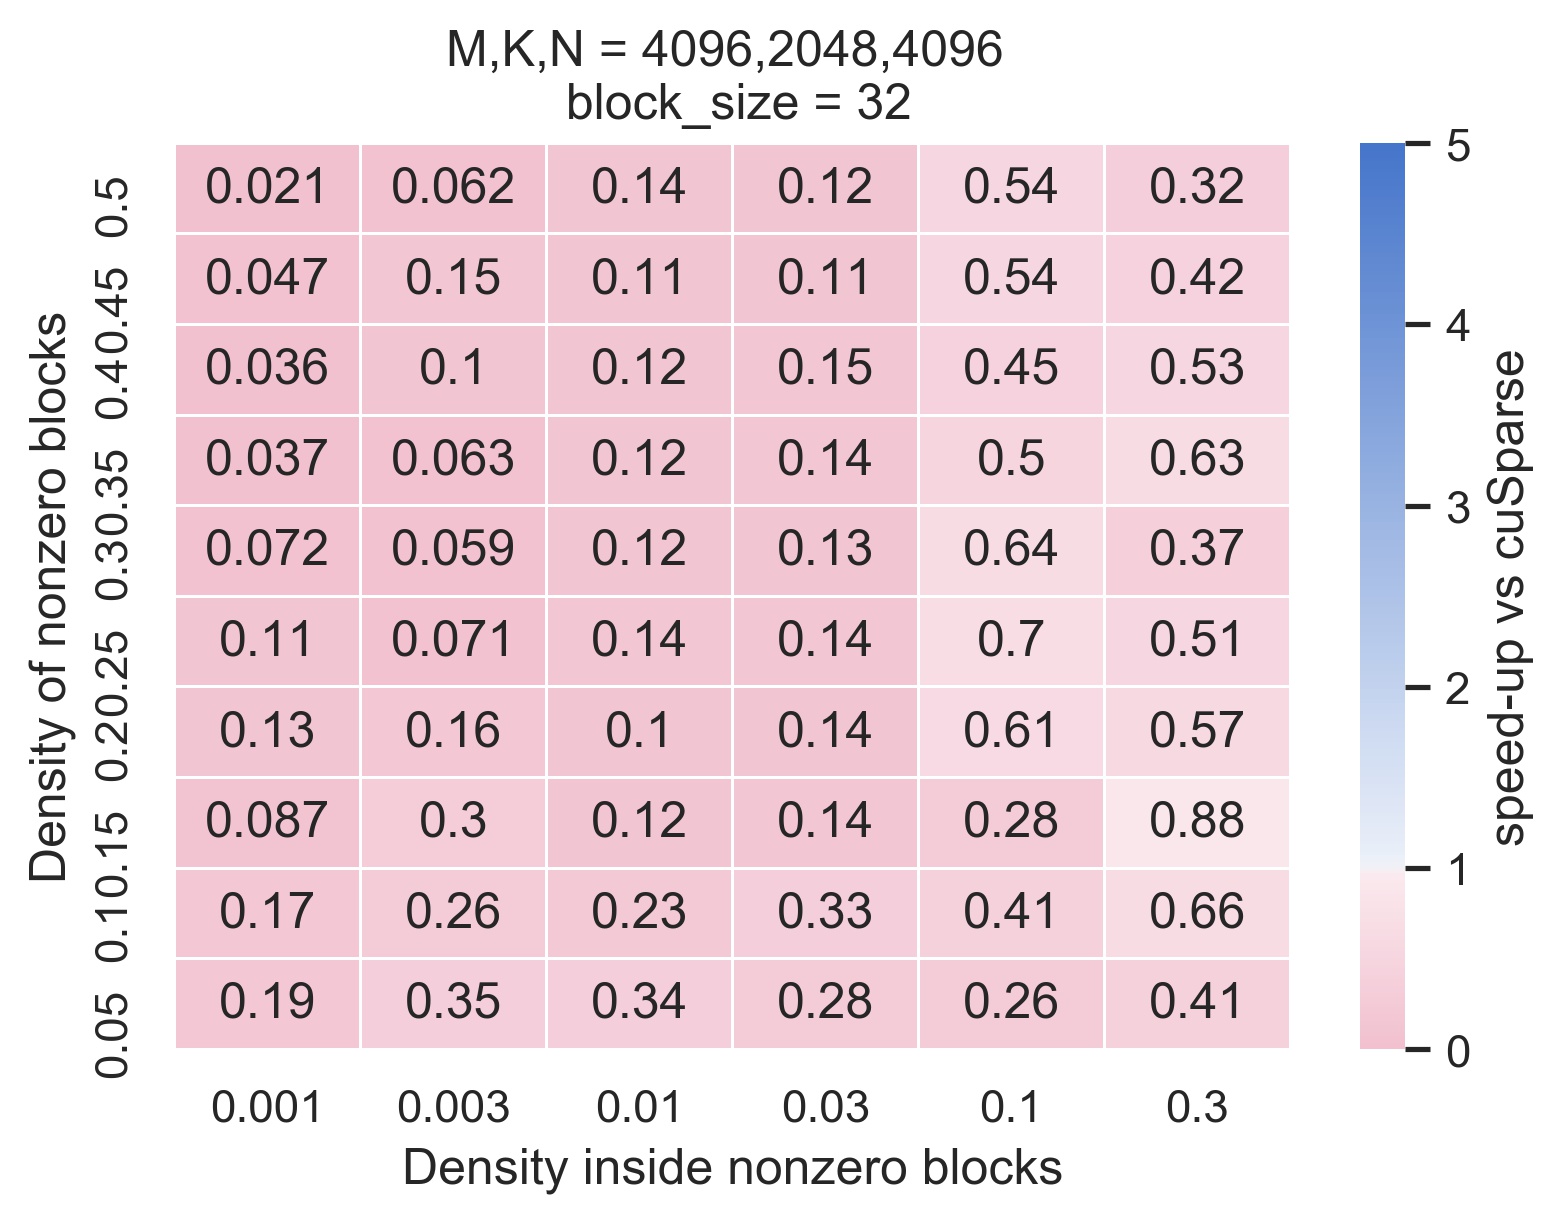 M,K,N = 4096,2048,4096
block_size = 32
Density of nonzero blocks
0.5 0.021 0.062 0.14 0.12 0.54 0.32
0.45 0.047 0.15 0.11 0.11 0.54 0.42
0.4 0.036 0.1 0.12 0.15 0.45 0.53
0.35 0.037 0.063 0.12 0.14 0.5 0.63
0.3 0.072 0.059 0.12 0.13 0.64 0.37
0.25 0.11 0.071 0.14 0.14 0.7 0.51
0.2 0.13 0.16 0.1 0.14 0.61 0.57
0.15 0.087 0.3 0.12 0.14 0.28 0.88
0.1 0.17 0.26 0.23 0.33 0.41 0.66
0.05 0.19 0.35 0.34 0.28 0.26 0.41
0.001 0.003 0.01 0.03 0.1 0.3
Density inside nonzero blocks
5
4
3
2
1
0
speed-up vs cuSparse